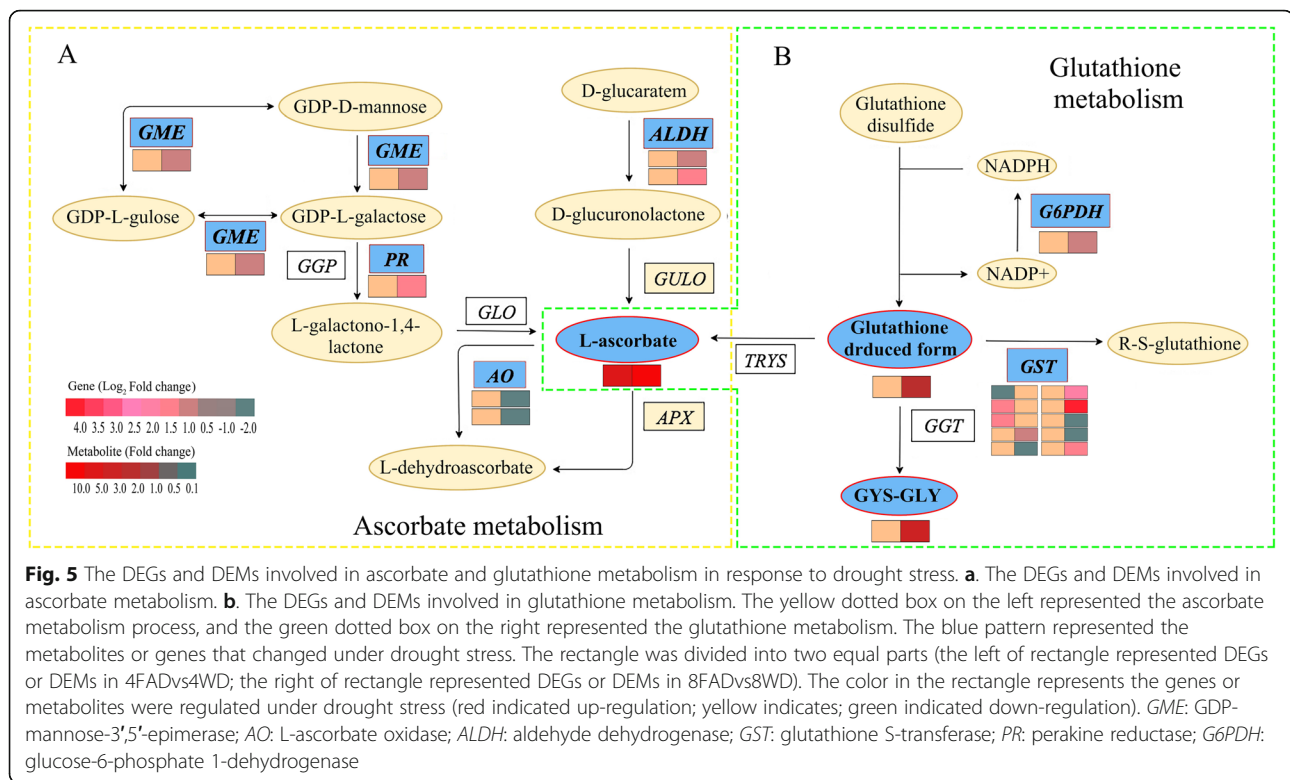 A
GDP-D-mannose
GME
GME
GDP-L-gulose
GDP-L-galactose
GME
GGP
PR
L-galactono-1,4-
lactone
D-glucaratem
ALDH
D-glucuronolactone
GULO
GLO
L-ascorbate
AO
APX
L-dehydroascorbate
Gene (Log2 Fold change)
4.0 3.5 3.0 2.5 2.0 1.5 1.0 0.5 -1.0 -2.0
Metabolite (Fold change)
10.0 5.0 3.0 2.0 1.0 0.5 0.1
Ascorbate metabolism
B
Glutathione
metabolism
Glutathione
disulfide
NADPH
G6PDH
NADP+
TRYS
Glutathione
drduced form
R-S-glutathione
GST
GGT
GYS-GLY
Fig. 5 The DEGs and DEMs involved in ascorbate and glutathione metabolism in response to drought stress. a. The DEGs and DEMs involved in
ascorbate metabolism. b. The DEGs and DEMs involved in glutathione metabolism. The yellow dotted box on the left represented the ascorbate
metabolism process, and the green dotted box on the right represented the glutathione metabolism. The blue pattern represented the
metabolites or genes that changed under drought stress. The rectangle was divided into two equal parts (the left of rectangle represented DEGs
or DEMs in 4FADvs4WD; the right of rectangle represented DEGs or DEMs in 8FADvs8WD). The color in the rectangle represents the genes or
metabolites were regulated under drought stress (red indicated up-regulation; yellow indicates; green indicated down-regulation). GME: GDP-
mannose-3′,5′-epimerase; AO: L-ascorbate oxidase; ALDH: aldehyde dehydrogenase; GST: glutathione S-transferase; PR: perakine reductase; G6PDH:
glucose-6-phosphate 1-dehydrogenase